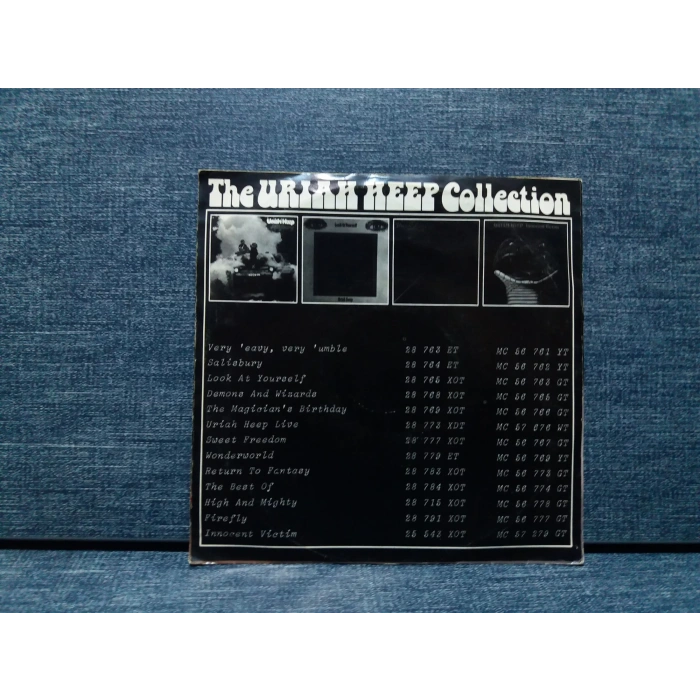 The URIAH HEEP Collection
Uriah Heep
Very 'eavy, very 'umble 28 763 ET MC 56 761 YT
Salisbury 28 764 ET MC 56 762 YT
Look At Yourself 28 765 XOT MC 56 763 GT
Demons And Wizards 28 768 XOT MC 56 765 GT
The Magician's Birthday 28 769 XOT MC 56 766 GT
Uriah Heep Live 28 773 XDT MC 57 676 WT
Sweet Freedom 28 777 XOT MC 56 767 GT
Wonderworld 28 779 ET MC 56 769 YT
Return To Fantasy 28 783 XOT MC 56 773 GT
The Best Of 28 784 XOT MC 56 774 GT
High And Mighty 28 715 XOT MC 56 778 GT
Firefly 28 791 XOT MC 56 777 GT
Innocent Victim 25 543 XOT MC 57 279 GT